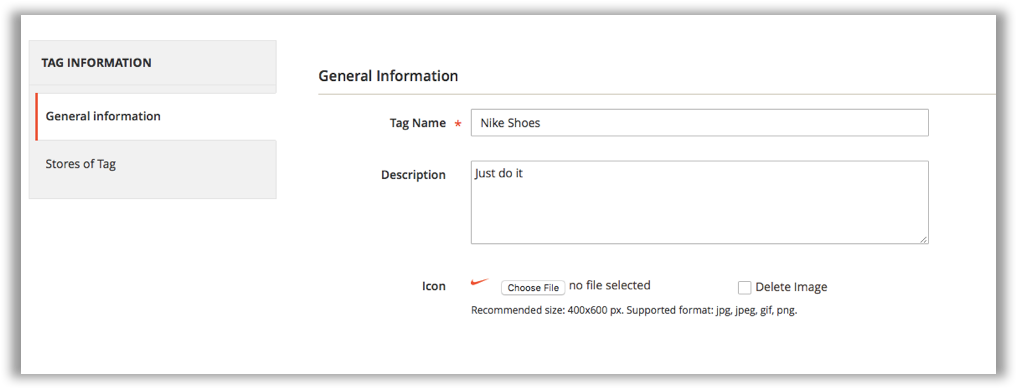 TAG INFORMATION
General information
Stores of Tag
General Information
Tag Name *
Nike Shoes
Description
Just do it
Icon
Choose File no file selected
Delete Image
Recommended size: 400x600 px. Supported format: jpg, jpeg, gif, png.